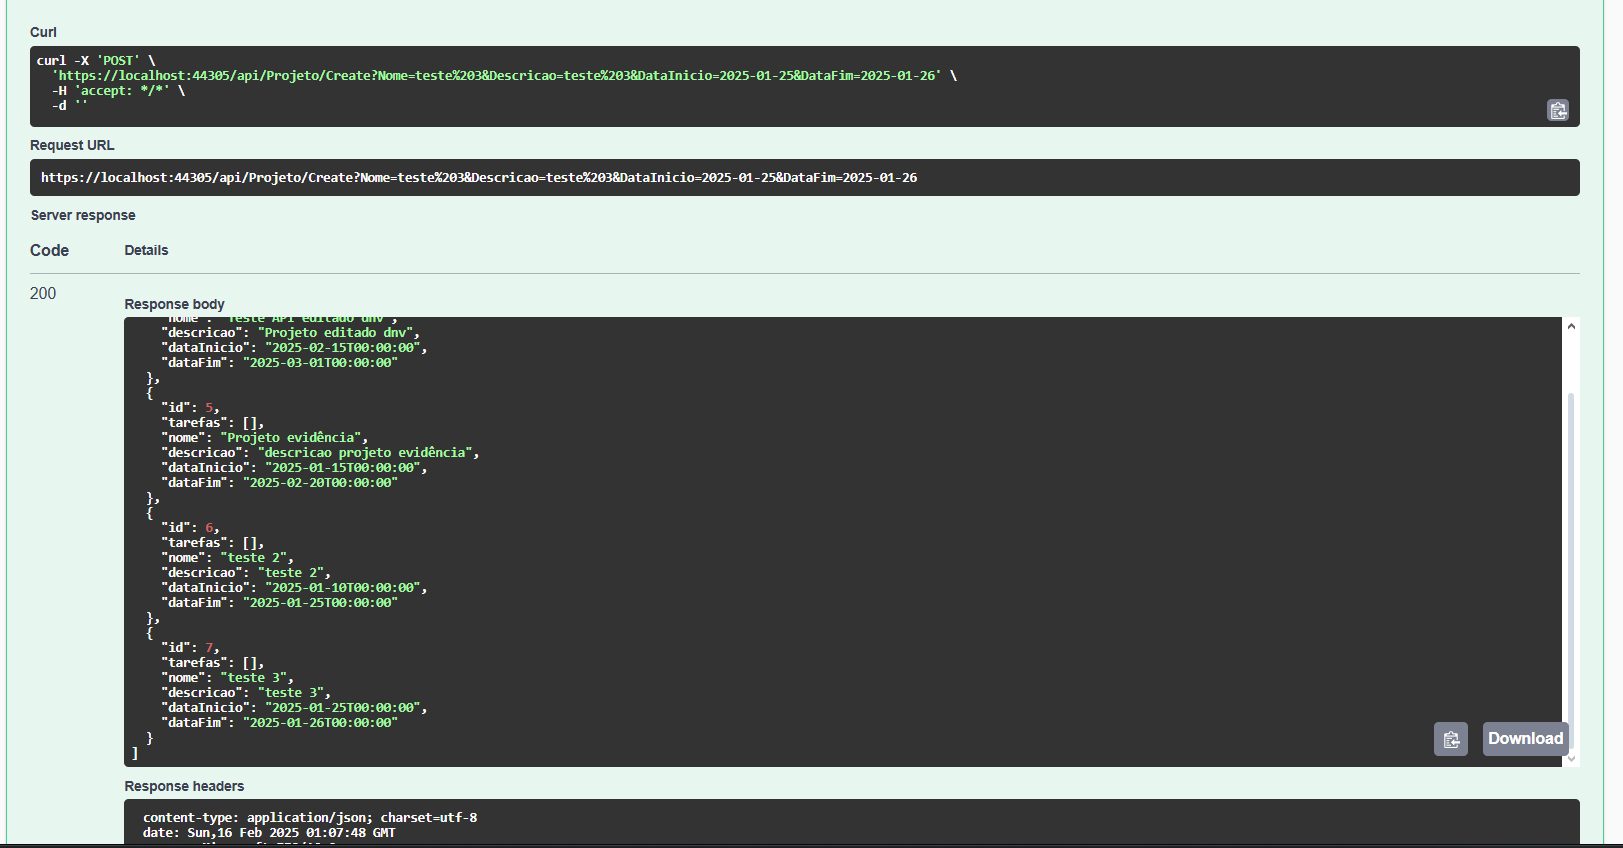 Curl
curl -X 'POST' \
'https://localhost:44305/api/Projeto/Create?Nome=teste%203&Descricao=teste%203&DataInicio=2025-01-25&DataFim=2025-01-26' \
-H 'accept: */*' \
-d ''
Request URL
https://localhost:44305/api/Projeto/Create?Nome=teste%203&Descricao=teste%203&DataInicio=2025-01-25&DataFim=2025-01-26
Server response
Code Details
200
Response body
"nome": "Teste API editado dnv",
"descricao": "Projeto editado dnv",
"dataInicio": "2025-02-15T00:00:00",
"dataFim": "2025-03-01T00:00:00"
},
{
"id": 5,
"tarefas": [],
"nome": "Projeto evidência",
"descricao": "descricao projeto evidência",
"dataInicio": "2025-01-15T00:00:00",
"dataFim": "2025-02-20T00:00:00"
},
{
"id": 6,
"tarefas": [],
"nome": "teste 2",
"descricao": "teste 2",
"dataInicio": "2025-01-10T00:00:00",
"dataFim": "2025-01-25T00:00:00"
},
{
"id": 7,
"tarefas": [],
"nome": "teste 3",
"descricao": "teste 3",
"dataInicio": "2025-01-25T00:00:00",
"dataFim": "2025-01-26T00:00:00"
}
]
Download
Response headers
content-type: application/json; charset=utf-8
date: Sun,16 Feb 2025 01:07:48 GMT